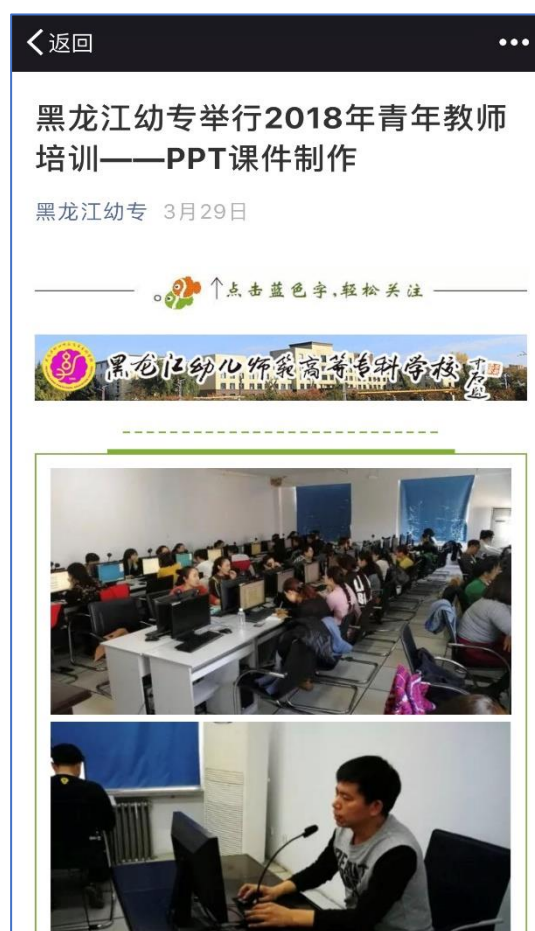 返回
黑龙江幼专举行2018年青年教师
培训——PPT课件制作
黑龙江幼专 3月29日
↑点击蓝色字,轻松关注
黑龙江幼儿师范高等专科学校